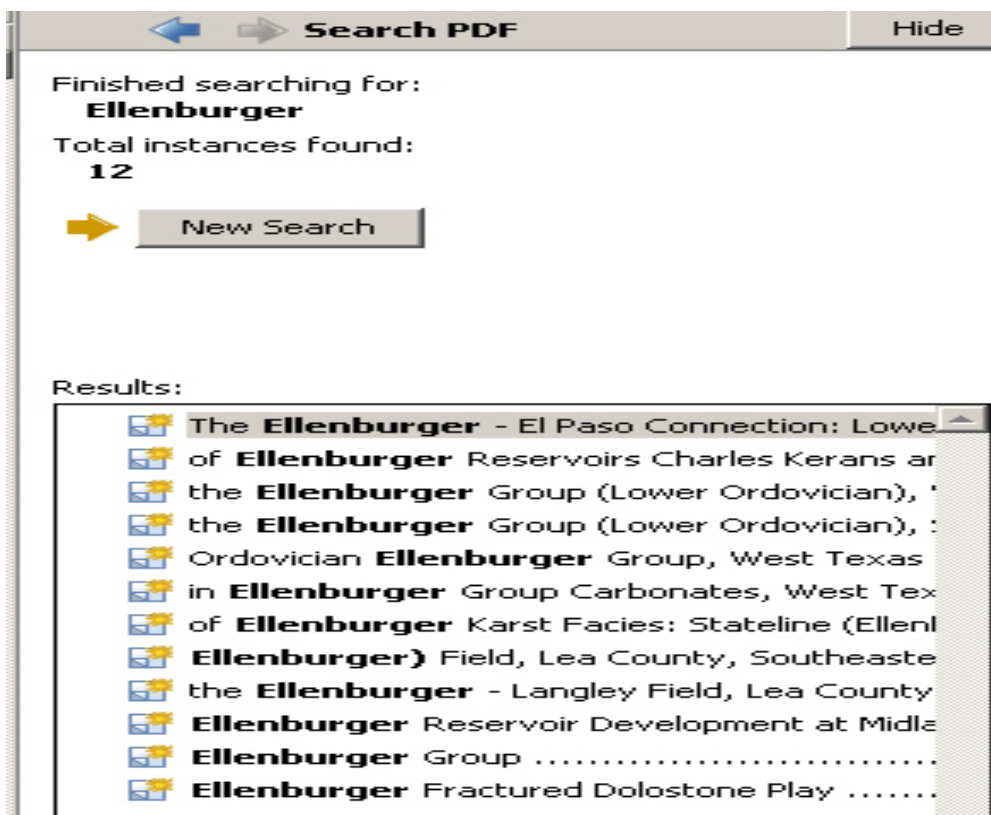 Search PDF Hide
Finished searching for:
Ellenburger
Total instances found:
12
New Search
Results:
The Ellenburger - El Paso Connection: Lowe
of Ellenburger Reservoirs Charles Kerans ar
the Ellenburger Group (Lower Ordovician), '
the Ellenburger Group (Lower Ordovician), :
Ordovician Ellenburger Group, West Texas
in Ellenburger Group Carbonates, West Tex
of Ellenburger Karst Facies: Stateline (Ellenl
Ellenburger) Field, Lea County, Southeaste
the Ellenburger - Langley Field, Lea County
Ellenburger Reservoir Development at Midla
Ellenburger Group ..............................
Ellenburger Fractured Dolostone Play .......